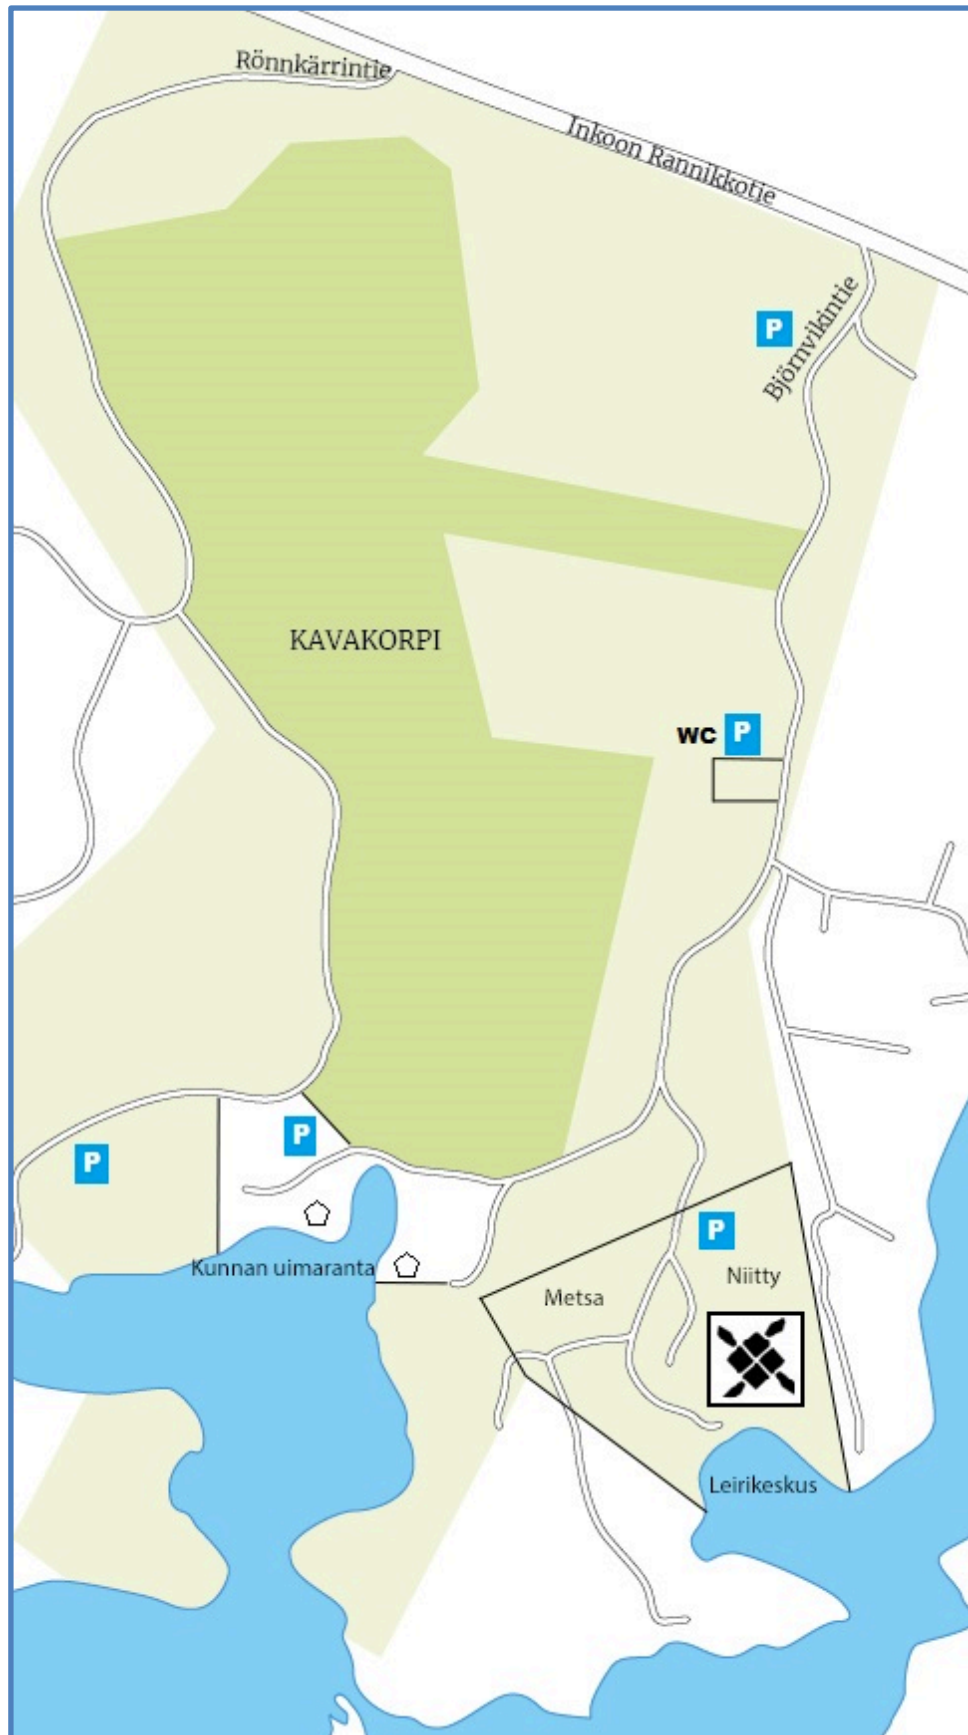 Rönnkärrintie
Inkoon Rannikkotie
Björnvikintie
P
KAVAKORPI
WC P
P
P
P
Kunnan uimaranta
Niitty
Metsa
Leirikeskus